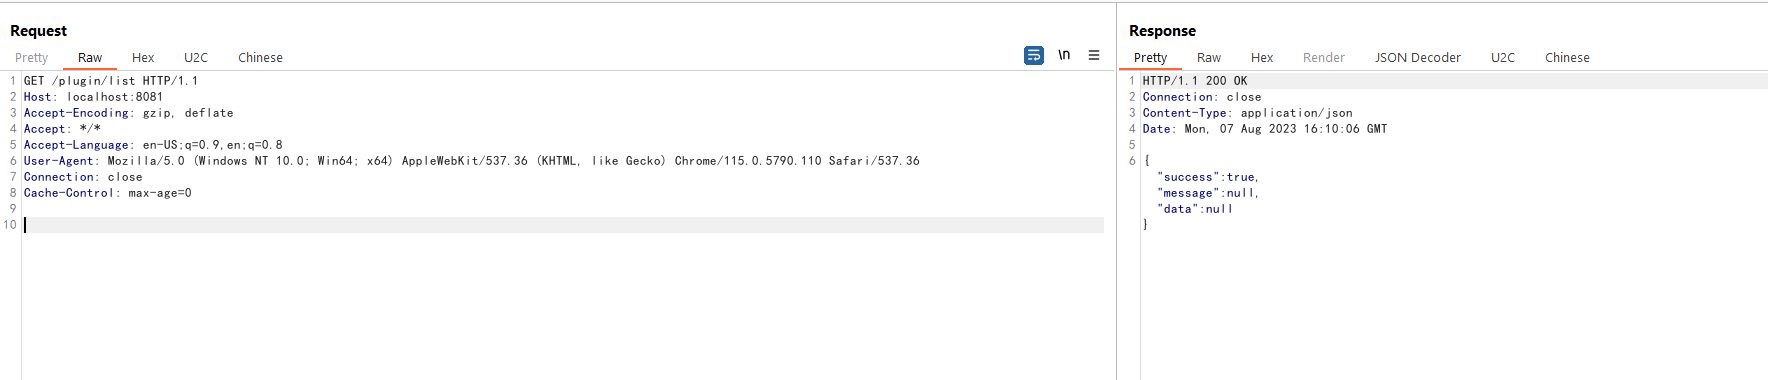 Request
Pretty Raw Hex U2C Chinese \n
1 GET /plugin/list HTTP/1.1
2 Host: localhost:8081
3 Accept-Encoding: gzip, deflate
4 Accept: */*
5 Accept-Language: en-US;q=0.9,en;q=0.8
6 User-Agent: Mozilla/5.0 (Windows NT 10.0; Win64; x64) AppleWebKit/537.36 (KHTML, like Gecko) Chrome/115.0.5790.110 Safari/537.36
7 Connection: close
8 Cache-Control: max-age=0
9
10
Response
Pretty Raw Hex Render JSON Decoder U2C Chinese
1 HTTP/1.1 200 OK
2 Connection: close
3 Content-Type: application/json
4 Date: Mon, 07 Aug 2023 16:10:06 GMT
5
6 {
"success":true,
"message":null,
"data":null
}